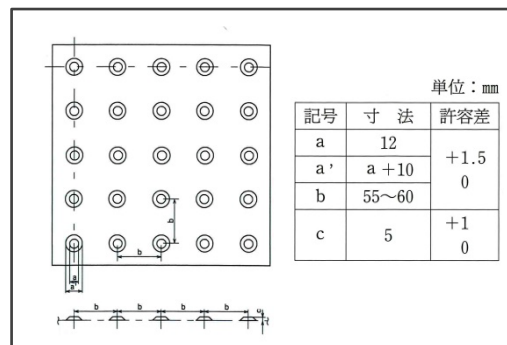 単位：mm
記号 寸 法 許容差
a 12 +1.5
0
a’ a +10
b 55〜60
c 5 +1
0
b
b
a
a'
b b b b
c